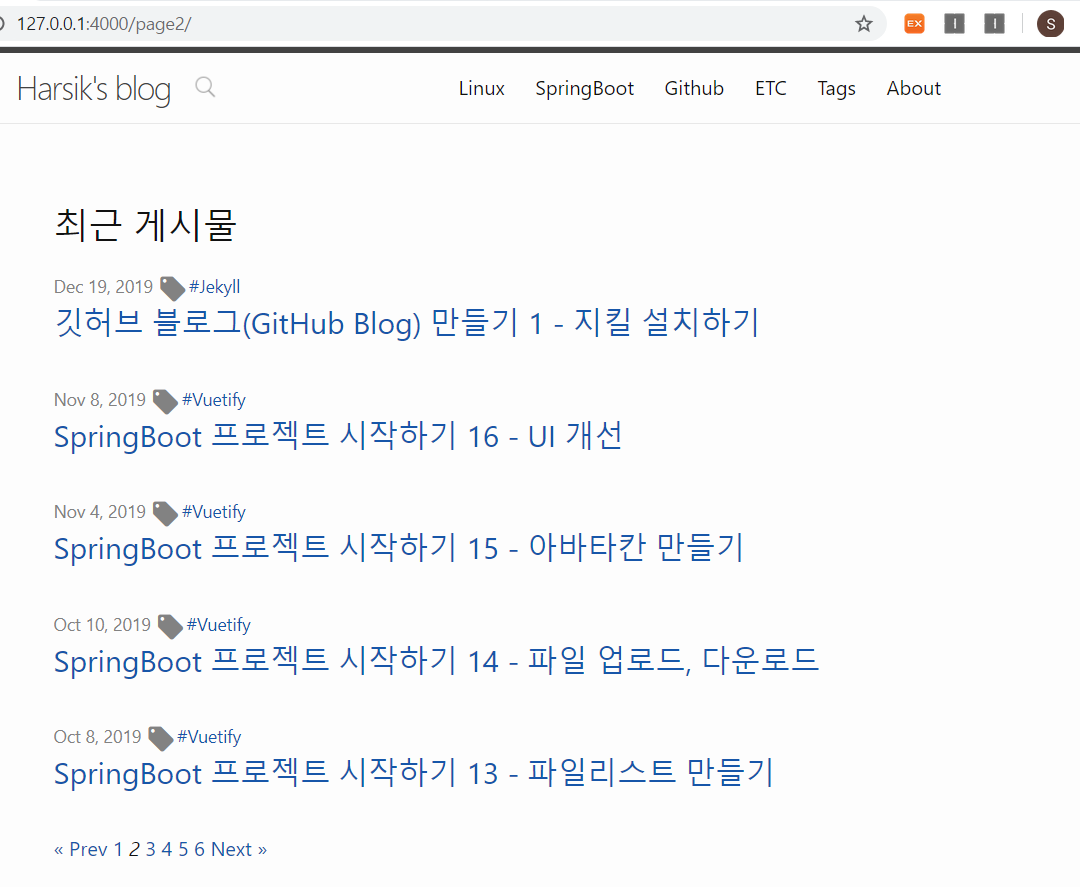 127.0.0.1:4000/page2/
EX
S
Harsik's blog
Linux SpringBoot Github ETC Tags About
최근 게시물
Dec 19, 2019 #Jekyll
깃허브 블로그(GitHub Blog) 만들기 1 - 지킬 설치하기
Nov 8, 2019 #Vuetify
SpringBoot 프로젝트 시작하기 16 - UI 개선
Nov 4, 2019 #Vuetify
SpringBoot 프로젝트 시작하기 15 - 아바타칸 만들기
Oct 10, 2019 #Vuetify
SpringBoot 프로젝트 시작하기 14 - 파일 업로드, 다운로드
Oct 8, 2019 #Vuetify
SpringBoot 프로젝트 시작하기 13 - 파일리스트 만들기
« Prev 1 2 3 4 5 6 Next »